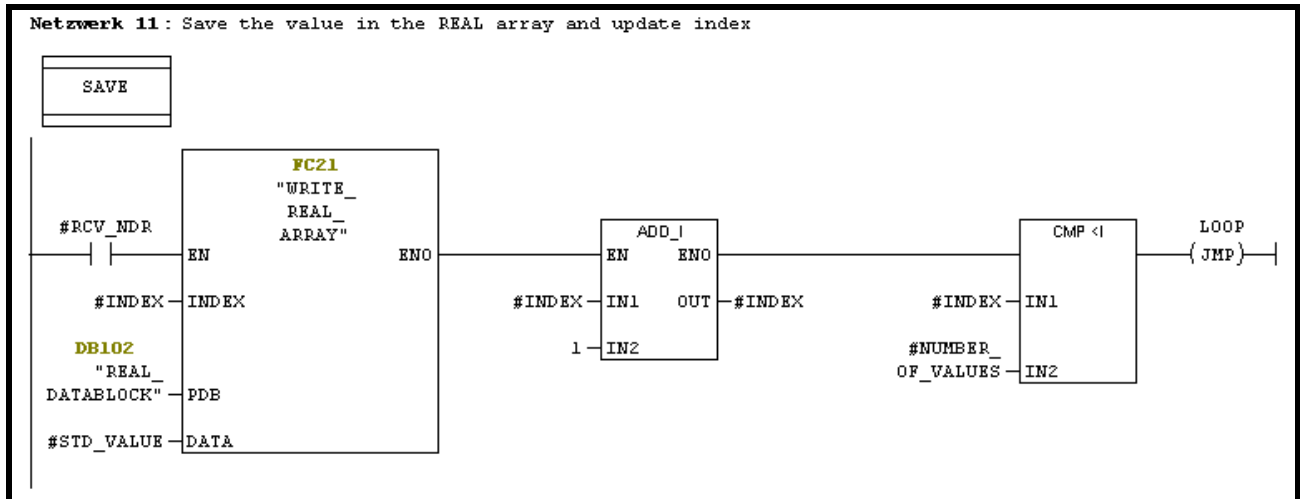 Netzwerk 11: Save the value in the REAL array and update index
SAVE
FC21
"WRITE_
REAL_
ARRAY"
#RCV_NDR
EN
ENO
#INDEX
INDEX
DB102
"REAL_
DATABLOCK"
PDB
#STD_VALUE
DATA
ADD_I
EN
ENO
#INDEX
IN1
OUT
#INDEX
1
IN2
CMP <I
#INDEX
IN1
#NUMBER_
OF_VALUES
IN2
LOOP
(JMP)